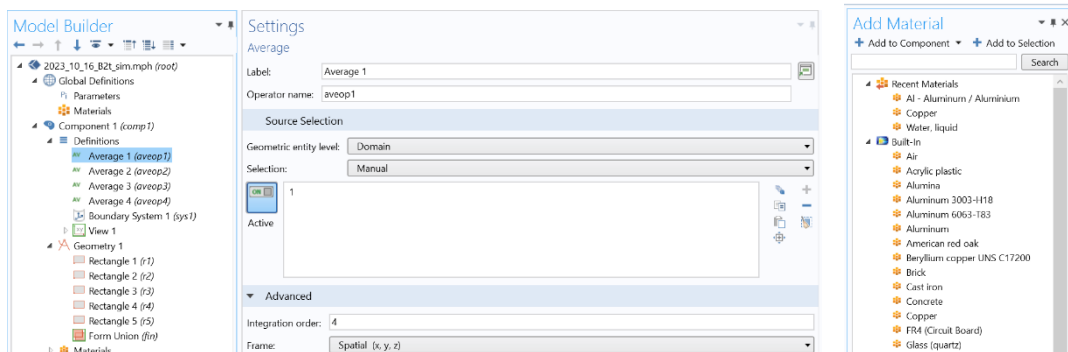 Model Builder
2023_10_16_B2t_sim.mph (root)
Global Definitions
Pi Parameters
Materials
Component 1 (comp1)
Definitions
AV Average 1 (aveop1)
AV Average 2 (aveop2)
AV Average 3 (aveop3)
AV Average 4 (aveop4)
Boundary System 1 (sys1)
View 1
Geometry 1
Rectangle 1 (r1)
Rectangle 2 (r2)
Rectangle 3 (r3)
Rectangle 4 (r4)
Rectangle 5 (r5)
Form Union (fin)
Materials
Settings
Average
Label: Average 1
Operator name: aveop1
Source Selection
Geometric entity level: Domain
Selection: Manual
ON 1
Active
Advanced
Integration order: 4
Frame: Spatial (x, y, z)
Add Material
+ Add to Component + Add to Selection
Search
Recent Materials
Al - Aluminum / Aluminium
Copper
Water, liquid
Built-In
Air
Acrylic plastic
Alumina
Aluminum 3003-H18
Aluminum 6063-T83
Aluminum
American red oak
Beryllium copper UNS C17200
Brick
Cast iron
Concrete
Copper
FR4 (Circuit Board)
Glass (quartz)